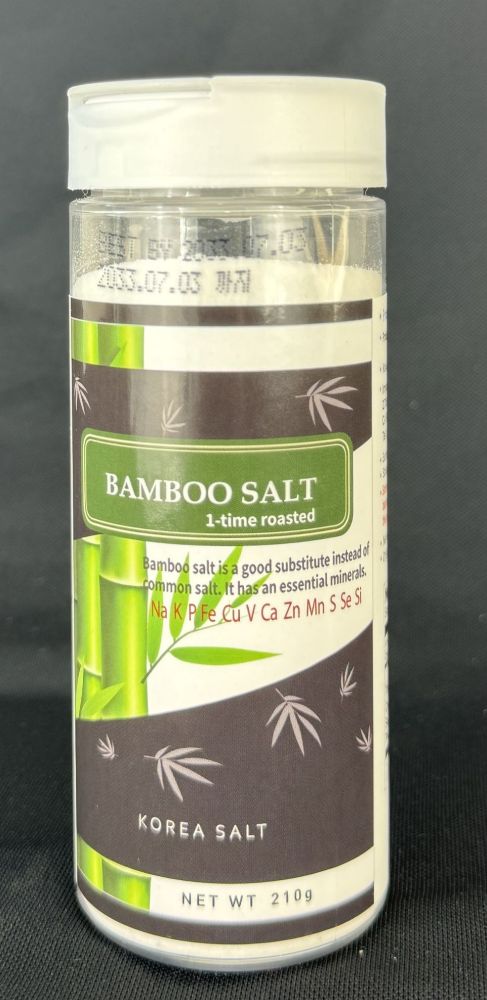 BEST BY 2033.07.03
2033.07.03 까지
BAMBOO SALT
1-time roasted
Bamboo salt is a good substitute instead of
common salt. It has an essential minerals.
Na K P Fe Cu V Ca Zn Mn S Se Si
KOREA SALT
NET WT 210g